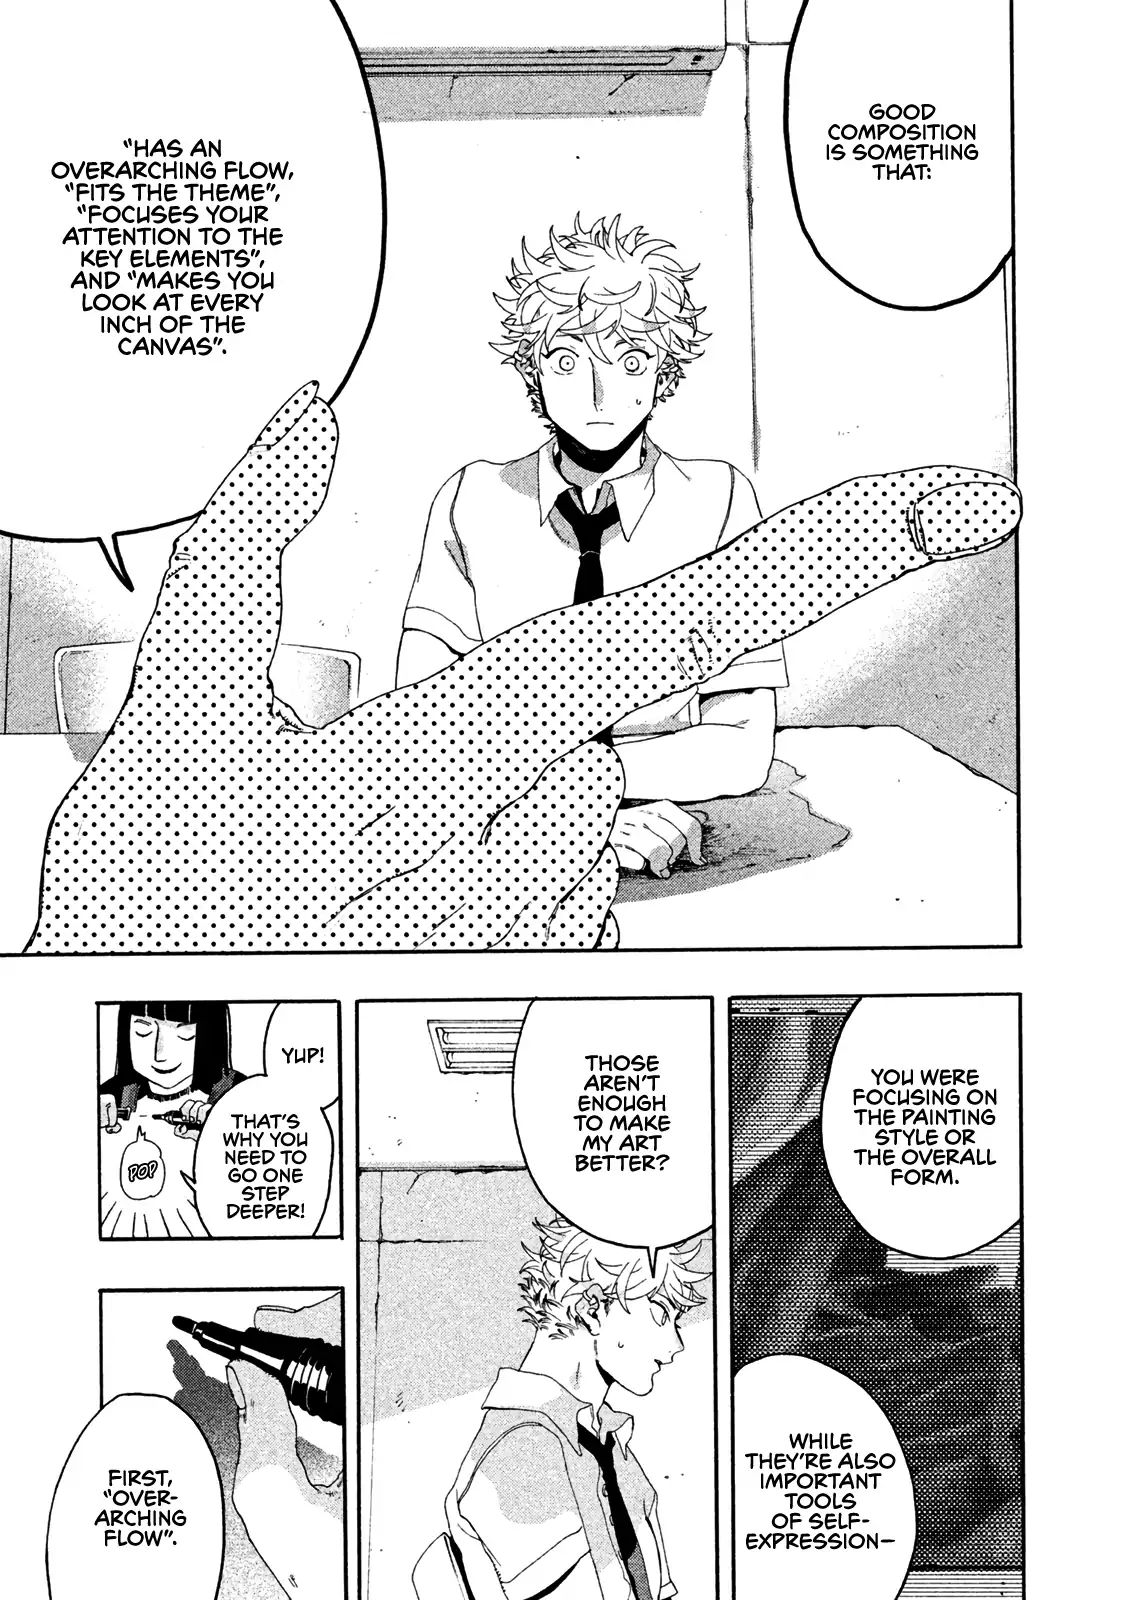 GOOD
COMPOSITION
IS SOMETHING
THAT:
"HAS AN
OVERARCHING FLOW,
"FITS THE THEME",
"FOCUSES YOUR
ATTENTION TO THE
KEY ELEMENTS",
AND "MAKES YOU
LOOK AT EVERY
INCH OF THE
CANVAS".
YOU WERE
FOCUSING ON
THE PAINTING
STYLE OR
THE OVERALL
FORM.
WHILE
THEY'RE ALSO
IMPORTANT
TOOLS
OF SELF-
EXPRESSION—
THOSE
AREN'T
ENOUGH
TO MAKE
MY ART
BETTER?
YUP!
THAT'S
WHY YOU
NEED TO
GO ONE
STEP
DEEPER!
POP
FIRST,
"OVER-
ARCHING
FLOW".